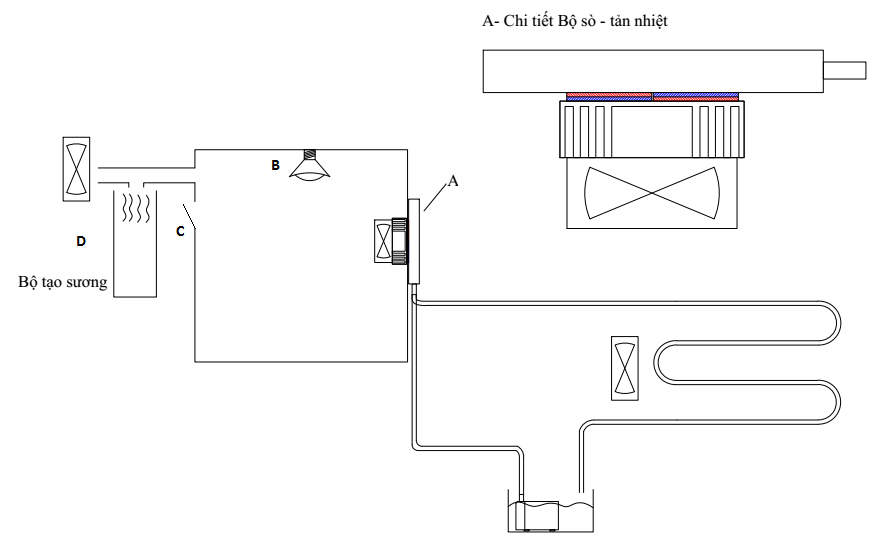 A- Chi tiết Bộ sò - tản nhiệt
B
A
C
D
Bộ tạo sương